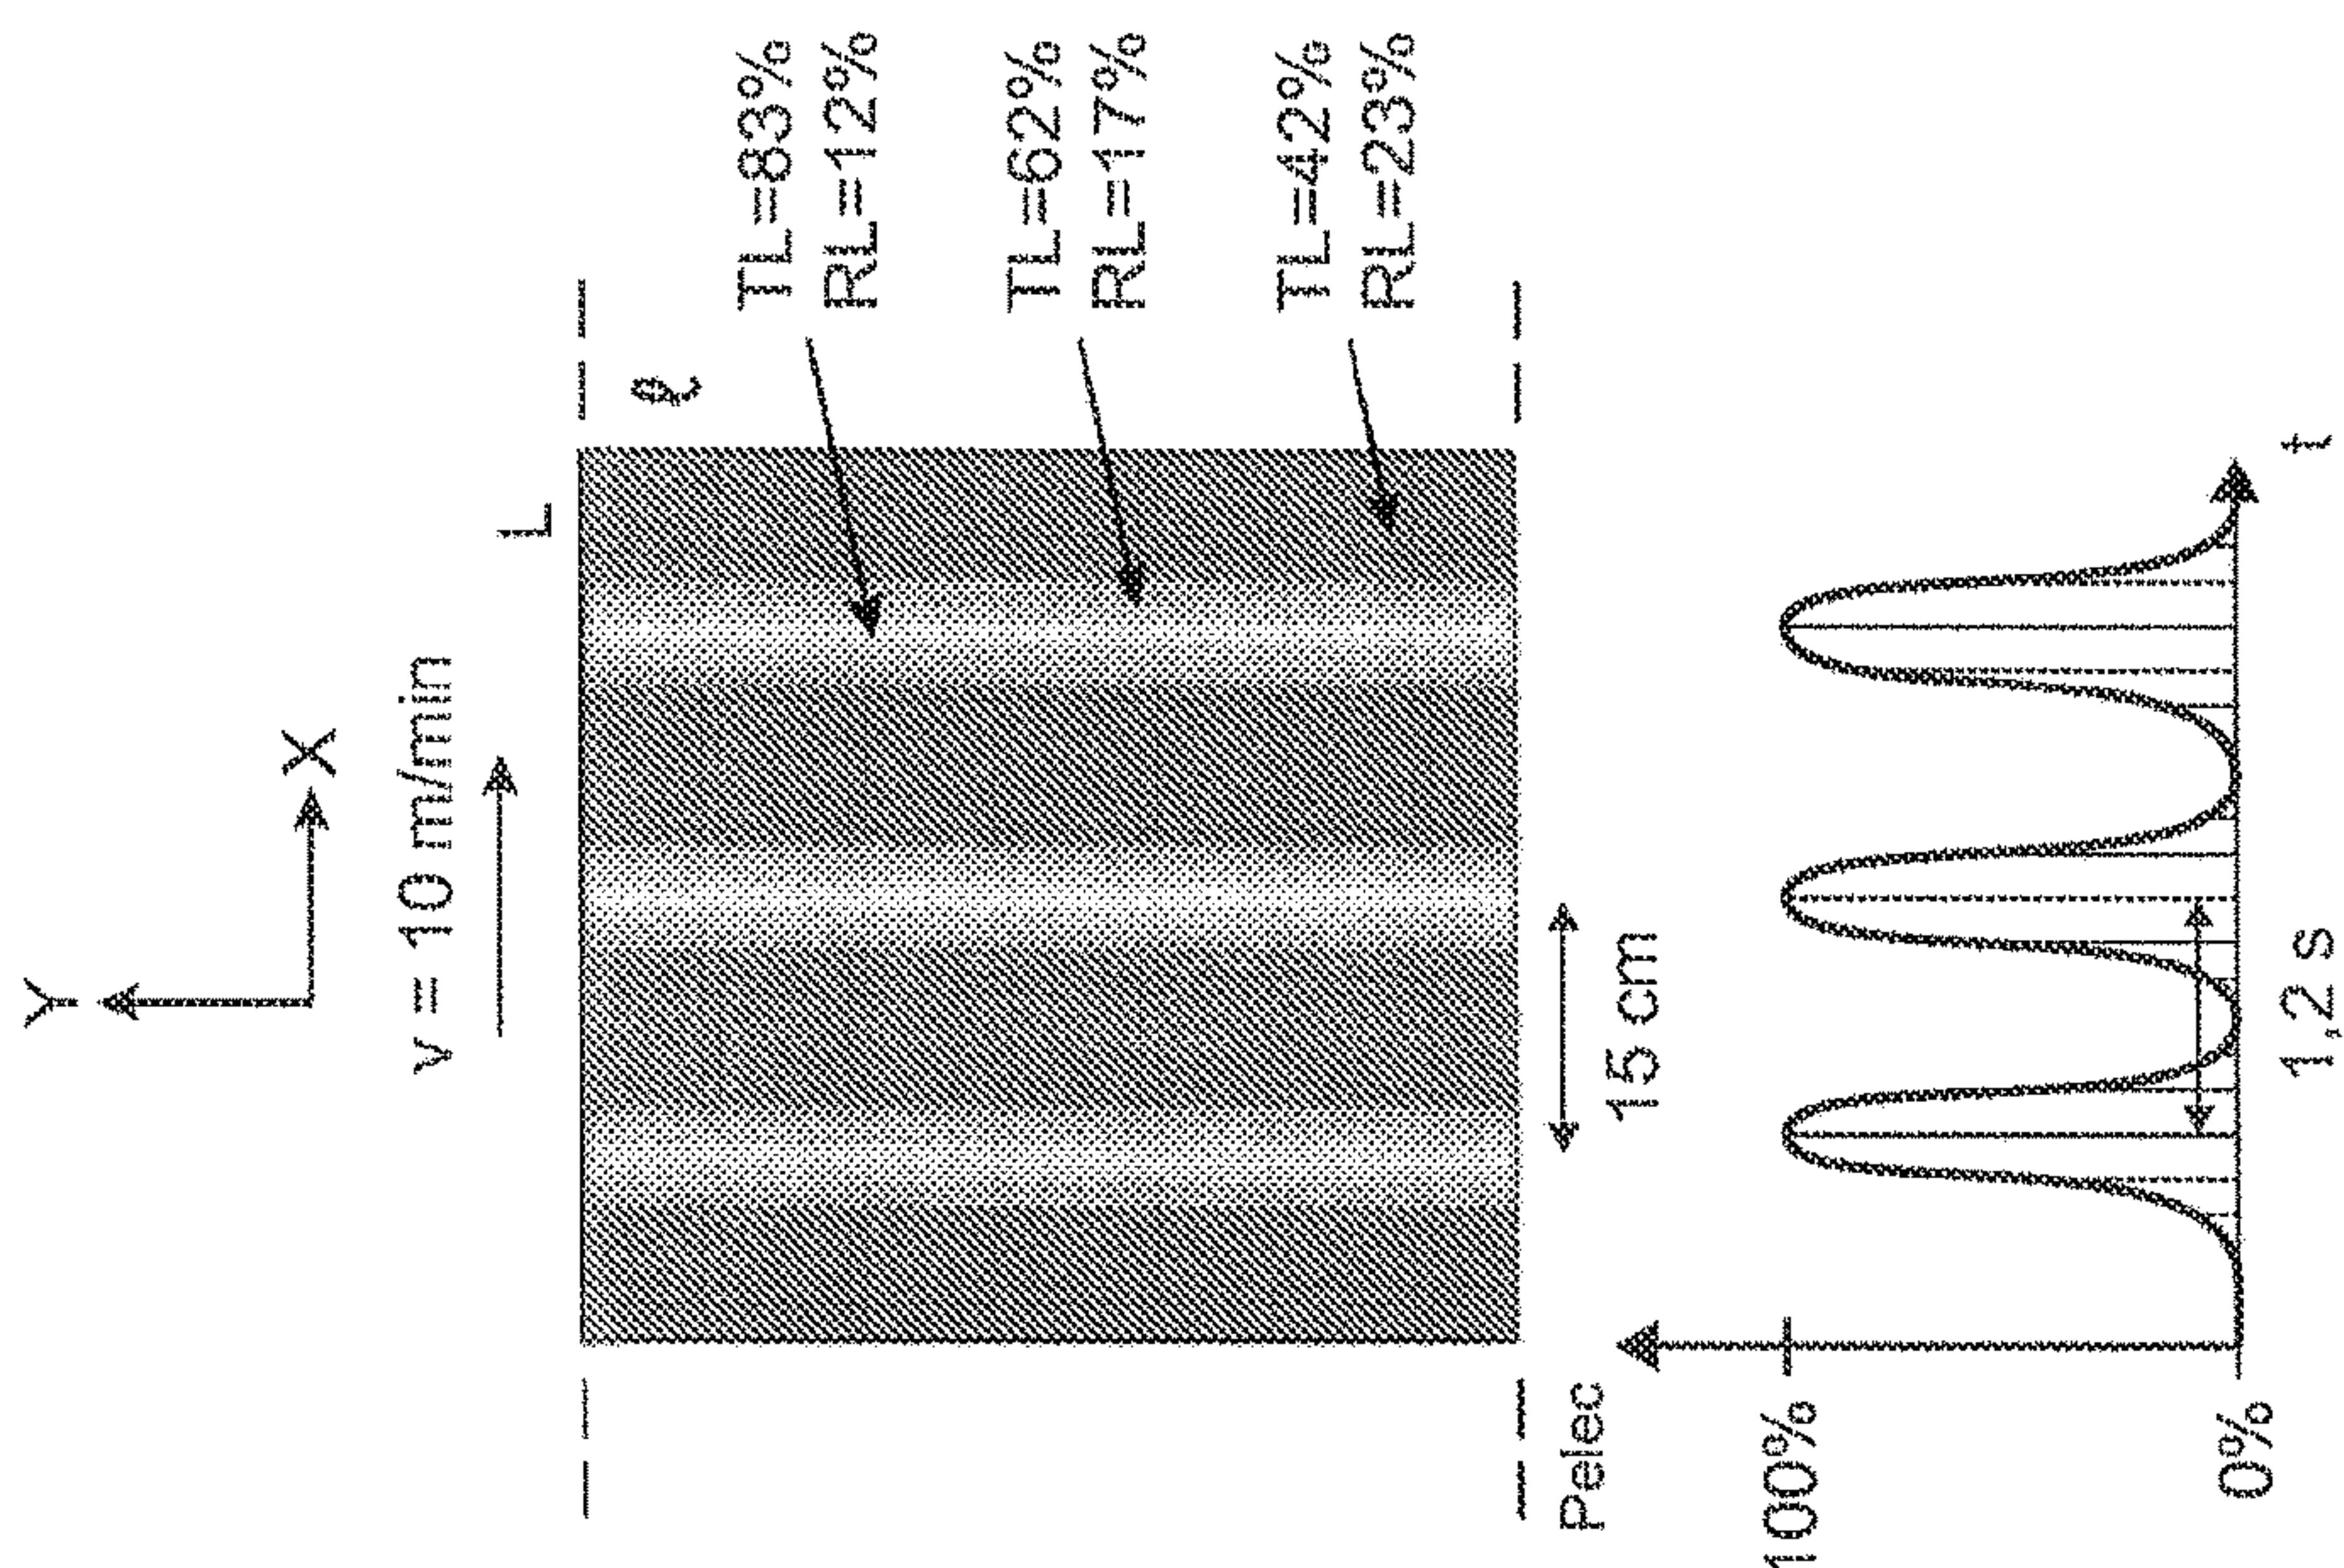 Y
X
v = 10 m/min
L
ℓ
TL=83%
RL=12%
TL=62%
RL=17%
TL=42%
RL=23%
15 cm
Pelec
100%
0%
1,2 s
t